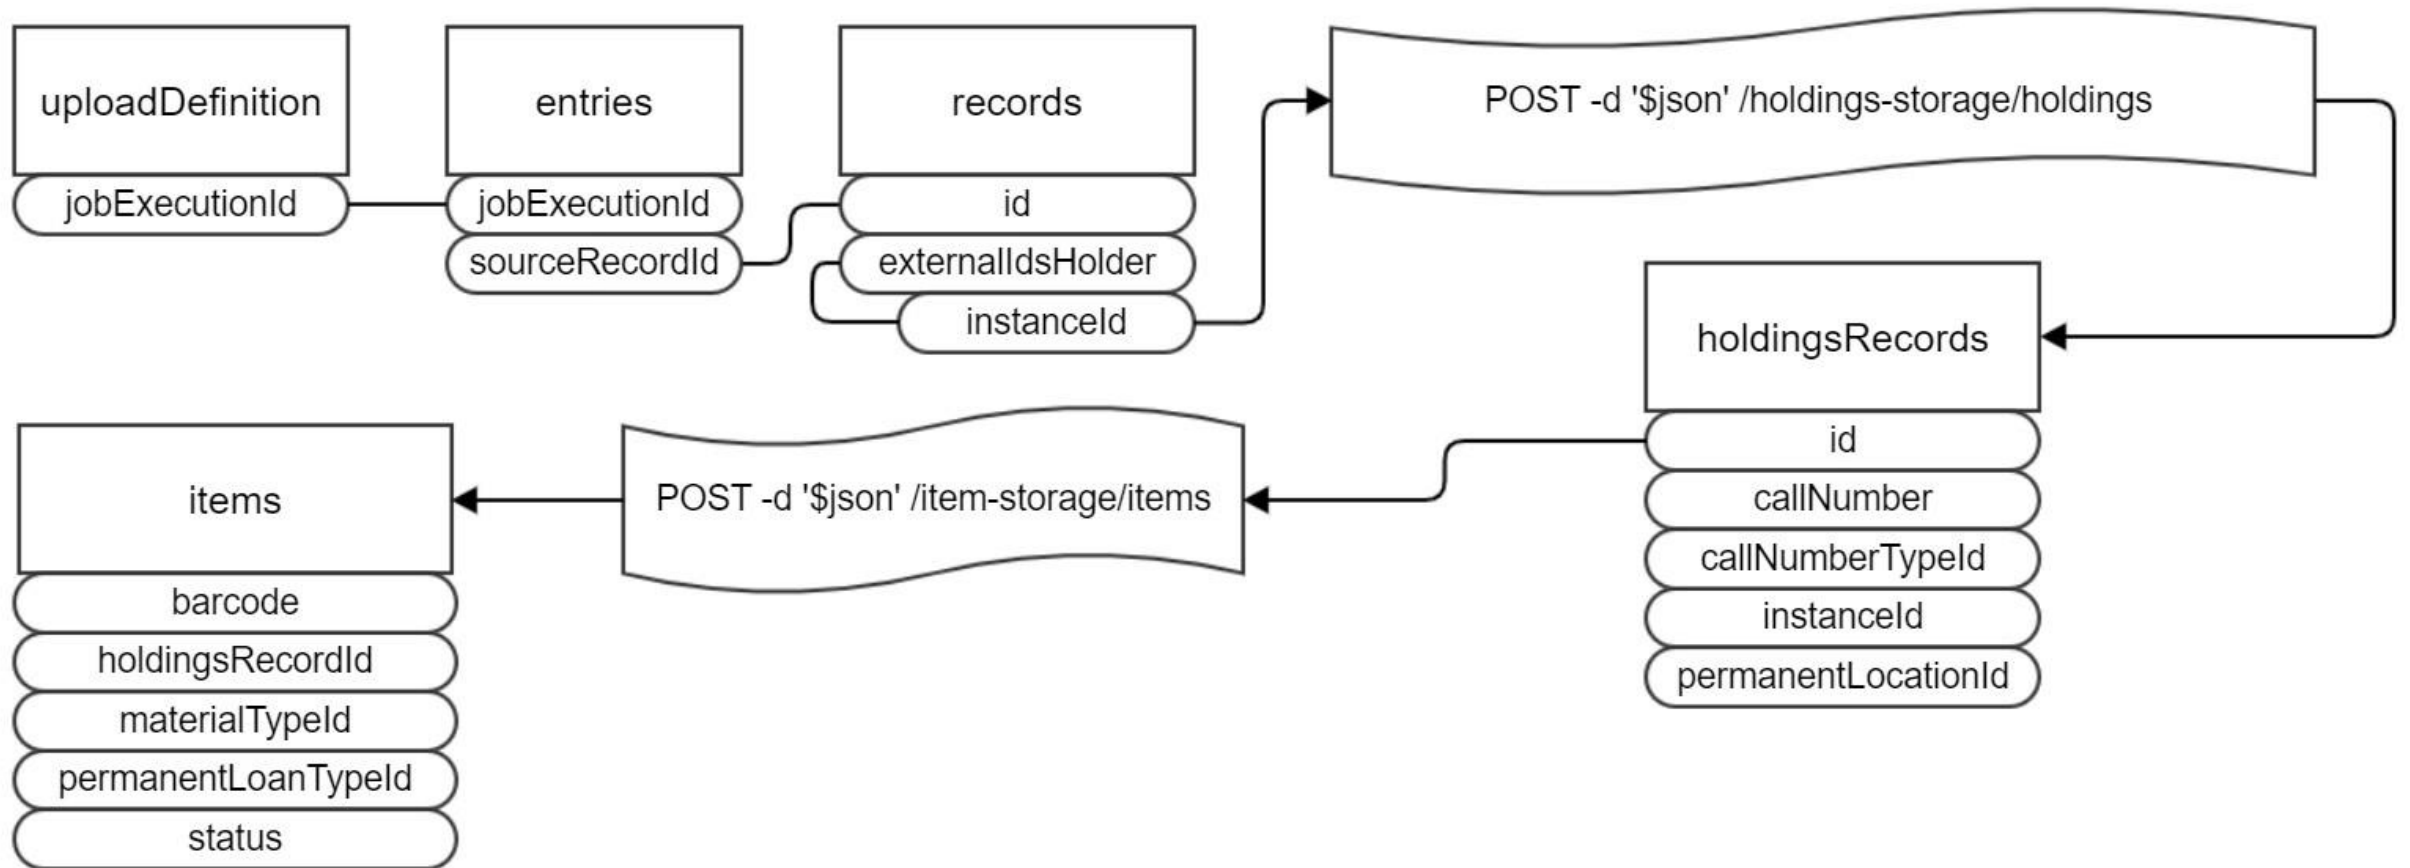 uploadDefinition
jobExecutionId
entries
jobExecutionId
sourceRecordId
records
id
externalIdsHolder
instanceId
POST -d '$json' /holdings-storage/holdings
holdingsRecords
id
callNumber
callNumberTypeId
instanceId
permanentLocationId
POST -d '$json' /item-storage/items
items
barcode
holdingsRecordId
materialTypeId
permanentLoanTypeId
status